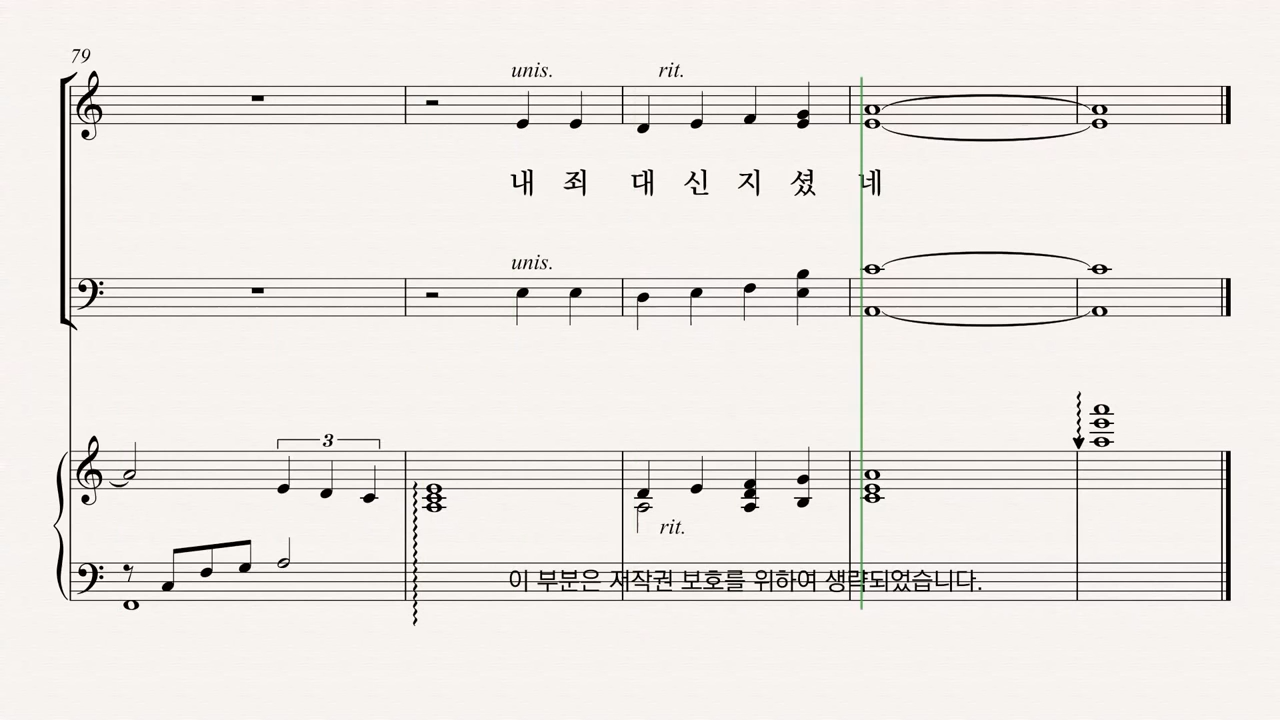 79
unis.
rit.
내 죄 대 신 지 셨 네
unis.
3
rit.
이 부분은 저작권 보호를 위하여 생략되었습니다.